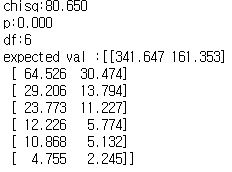 chisq:80.650
p:0.000
df:6
expected val :[[341.647 161.353]
[ 64.526 30.474]
[ 29.206 13.794]
[ 23.773 11.227]
[ 12.226 5.774]
[ 10.868 5.132]
[ 4.755 2.245]]